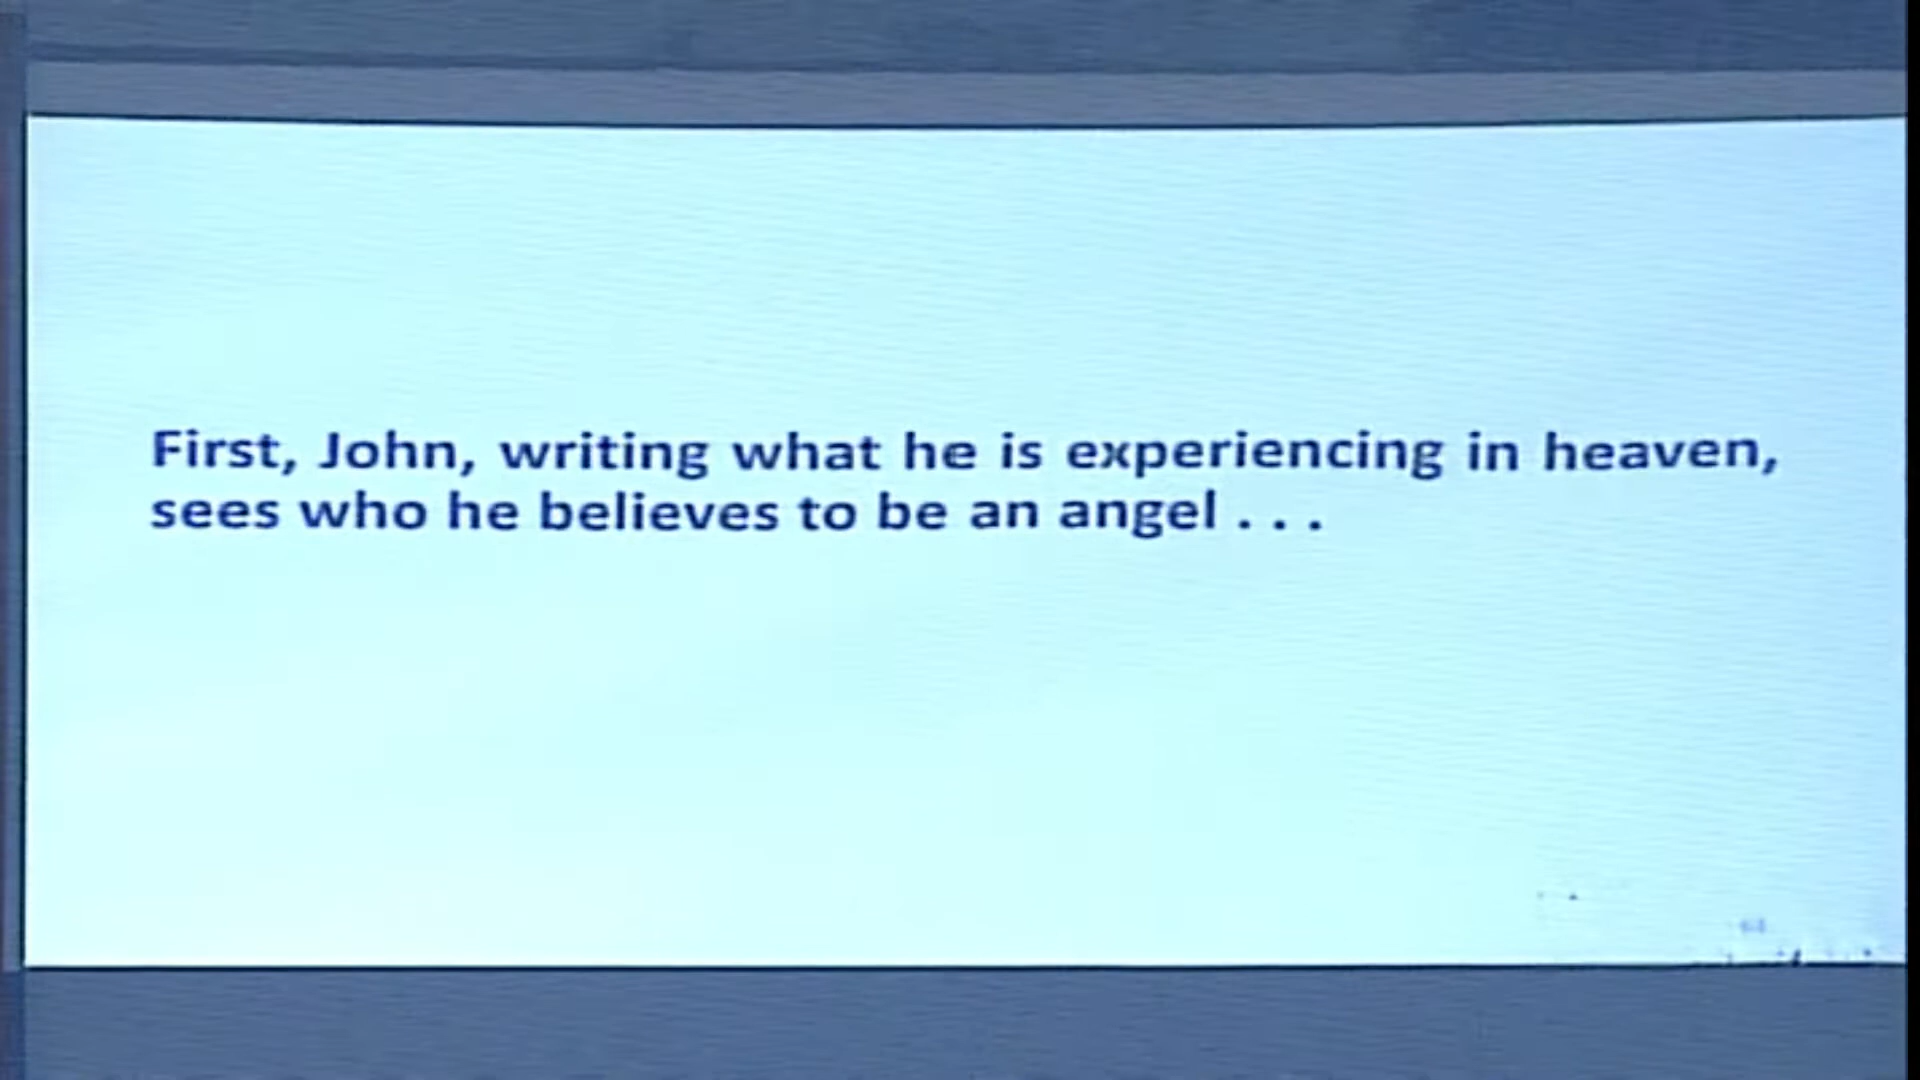 First, John, writing what he is experiencing in heaven,
sees who he believes to be an angel . . .